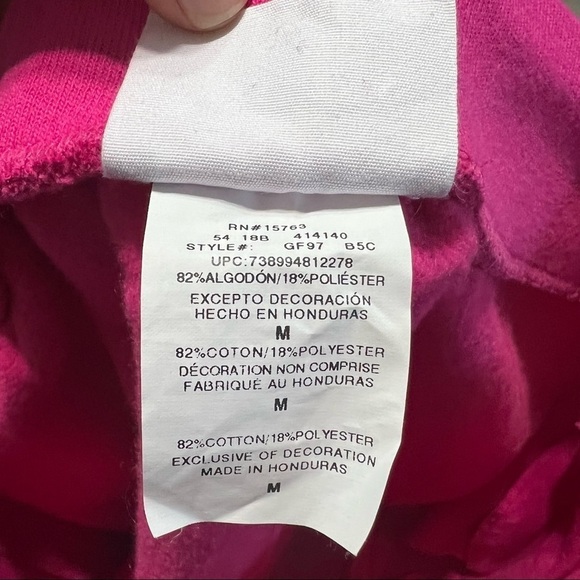 RN#15763
54 18B 414140
STYLE#: GF97 B5C
UPC:738994812278
82%ALGODÓN/18%POLIÉSTER
EXCEPTO DECORACIÓN
HECHO EN HONDURAS
M
82%COTON/18%POLYESTER
DÉCORATION NON COMPRISE
FABRIQUÉ AU HONDURAS
M
82%COTTON/18%POLYESTER
EXCLUSIVE OF DECORATION
MADE IN HONDURAS
M